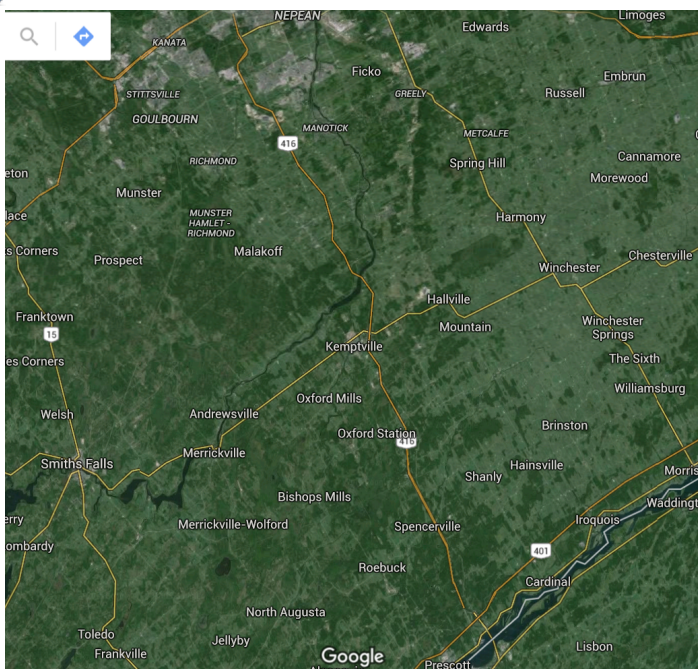 NEPEAN
Limoges
Edwards
KANATA
Ficko
Embrun
STITTSVILLE
GREELY
Russell
GOULBOURN
MANOTICK
METCALFE
416
RICHMOND
Spring Hill
Cannamore
eton
Morewood
Munster
lace
MUNSTER
HAMLET -
RICHMOND
Harmony
s Corners
Malakoff
Prospect
Chesterville
Winchester
Hallville
Franktown
Mountain
Winchester
Springs
15
Kemptville
es Corners
The Sixth
Williamsburg
Oxford Mills
Welsh
Andrewsville
Brinston
Oxford Station
416
Merrickville
Smiths Falls
Hainsville
Morris
Shanly
Bishops Mills
Waddingt
erry
Merrickville-Wolford
Spencerville
Iroquois
ombardy
401
Roebuck
Cardinal
North Augusta
Toledo
Jellyby
Lisbon
Frankville
Google
Prescott